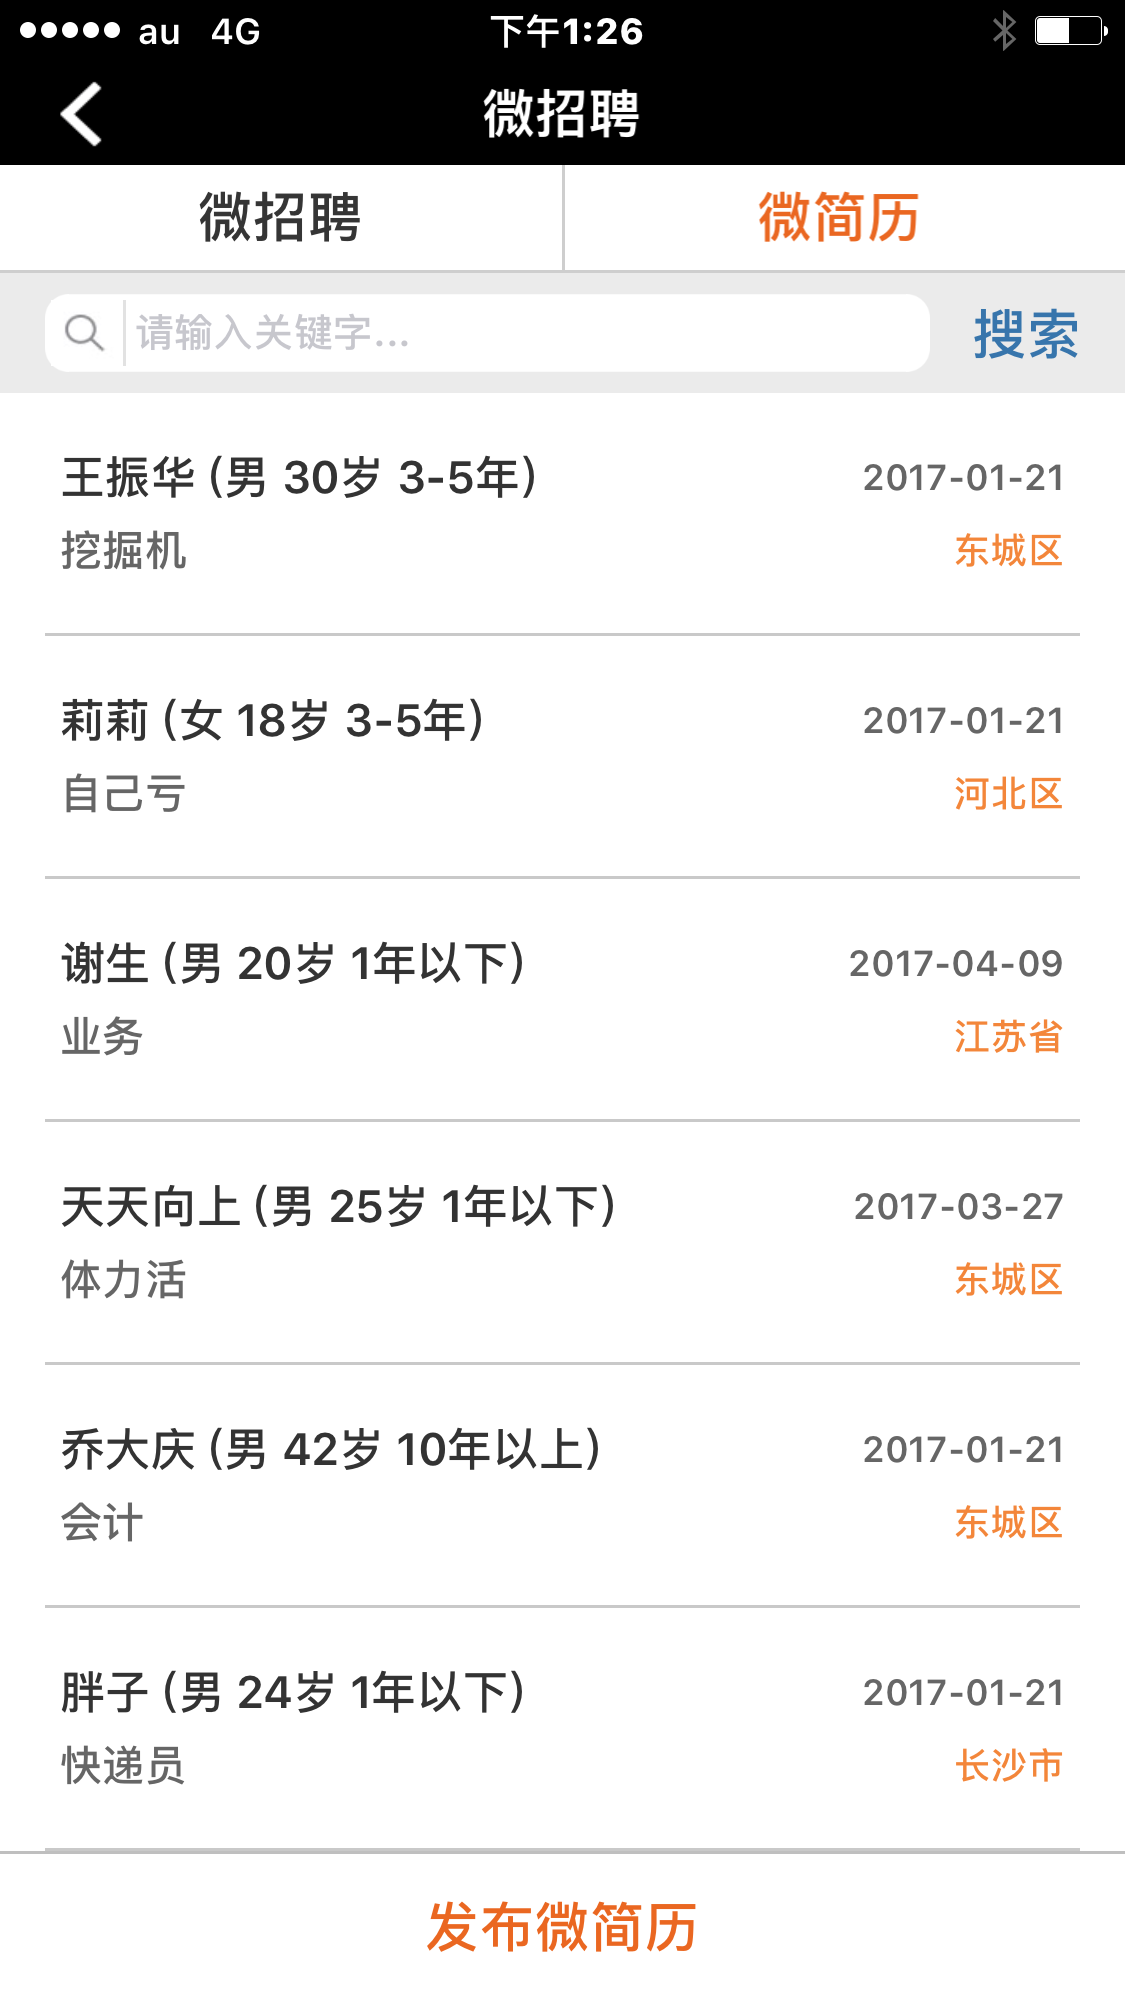 au 4G 下午1:26
微招聘
微招聘 微简历
请输入关键字... 搜索
王振华 (男 30岁 3-5年) 2017-01-21
挖掘机 东城区
莉莉 (女 18岁 3-5年) 2017-01-21
自己亏 河北区
谢生 (男 20岁 1年以下) 2017-04-09
业务 江苏省
天天向上 (男 25岁 1年以下) 2017-03-27
体力活 东城区
乔大庆 (男 42岁 10年以上) 2017-01-21
会计 东城区
胖子 (男 24岁 1年以下) 2017-01-21
快递员 长沙市
发布微简历